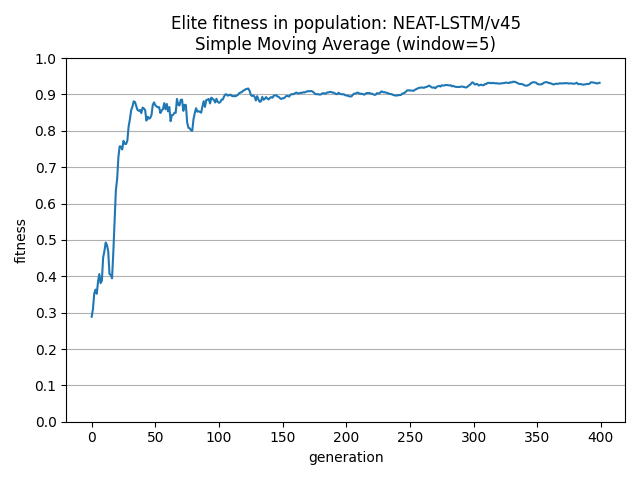 Elite fitness in population: NEAT-LSTM/v45
Simple Moving Average (window=5)
1.0
0.9
0.8
0.7
0.6
0.5
0.4
0.3
0.2
0.1
0.0
fitness
0 50 100 150 200 250 300 350 400
generation